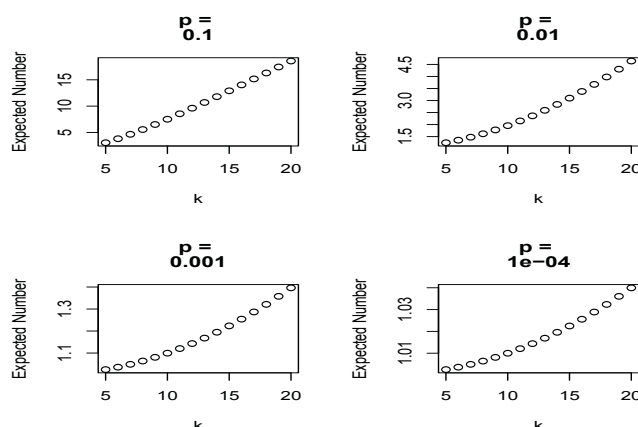 p =
0.1
Expected Number
5
10
15
5
10
15
20
k
p =
0.01
Expected Number
1.5
3.0
4.5
5
10
15
20
k
p =
0.001
Expected Number
1.1
1.3
5
10
15
20
k
p =
1e−04
Expected Number
1.01
1.03
5
10
15
20
k